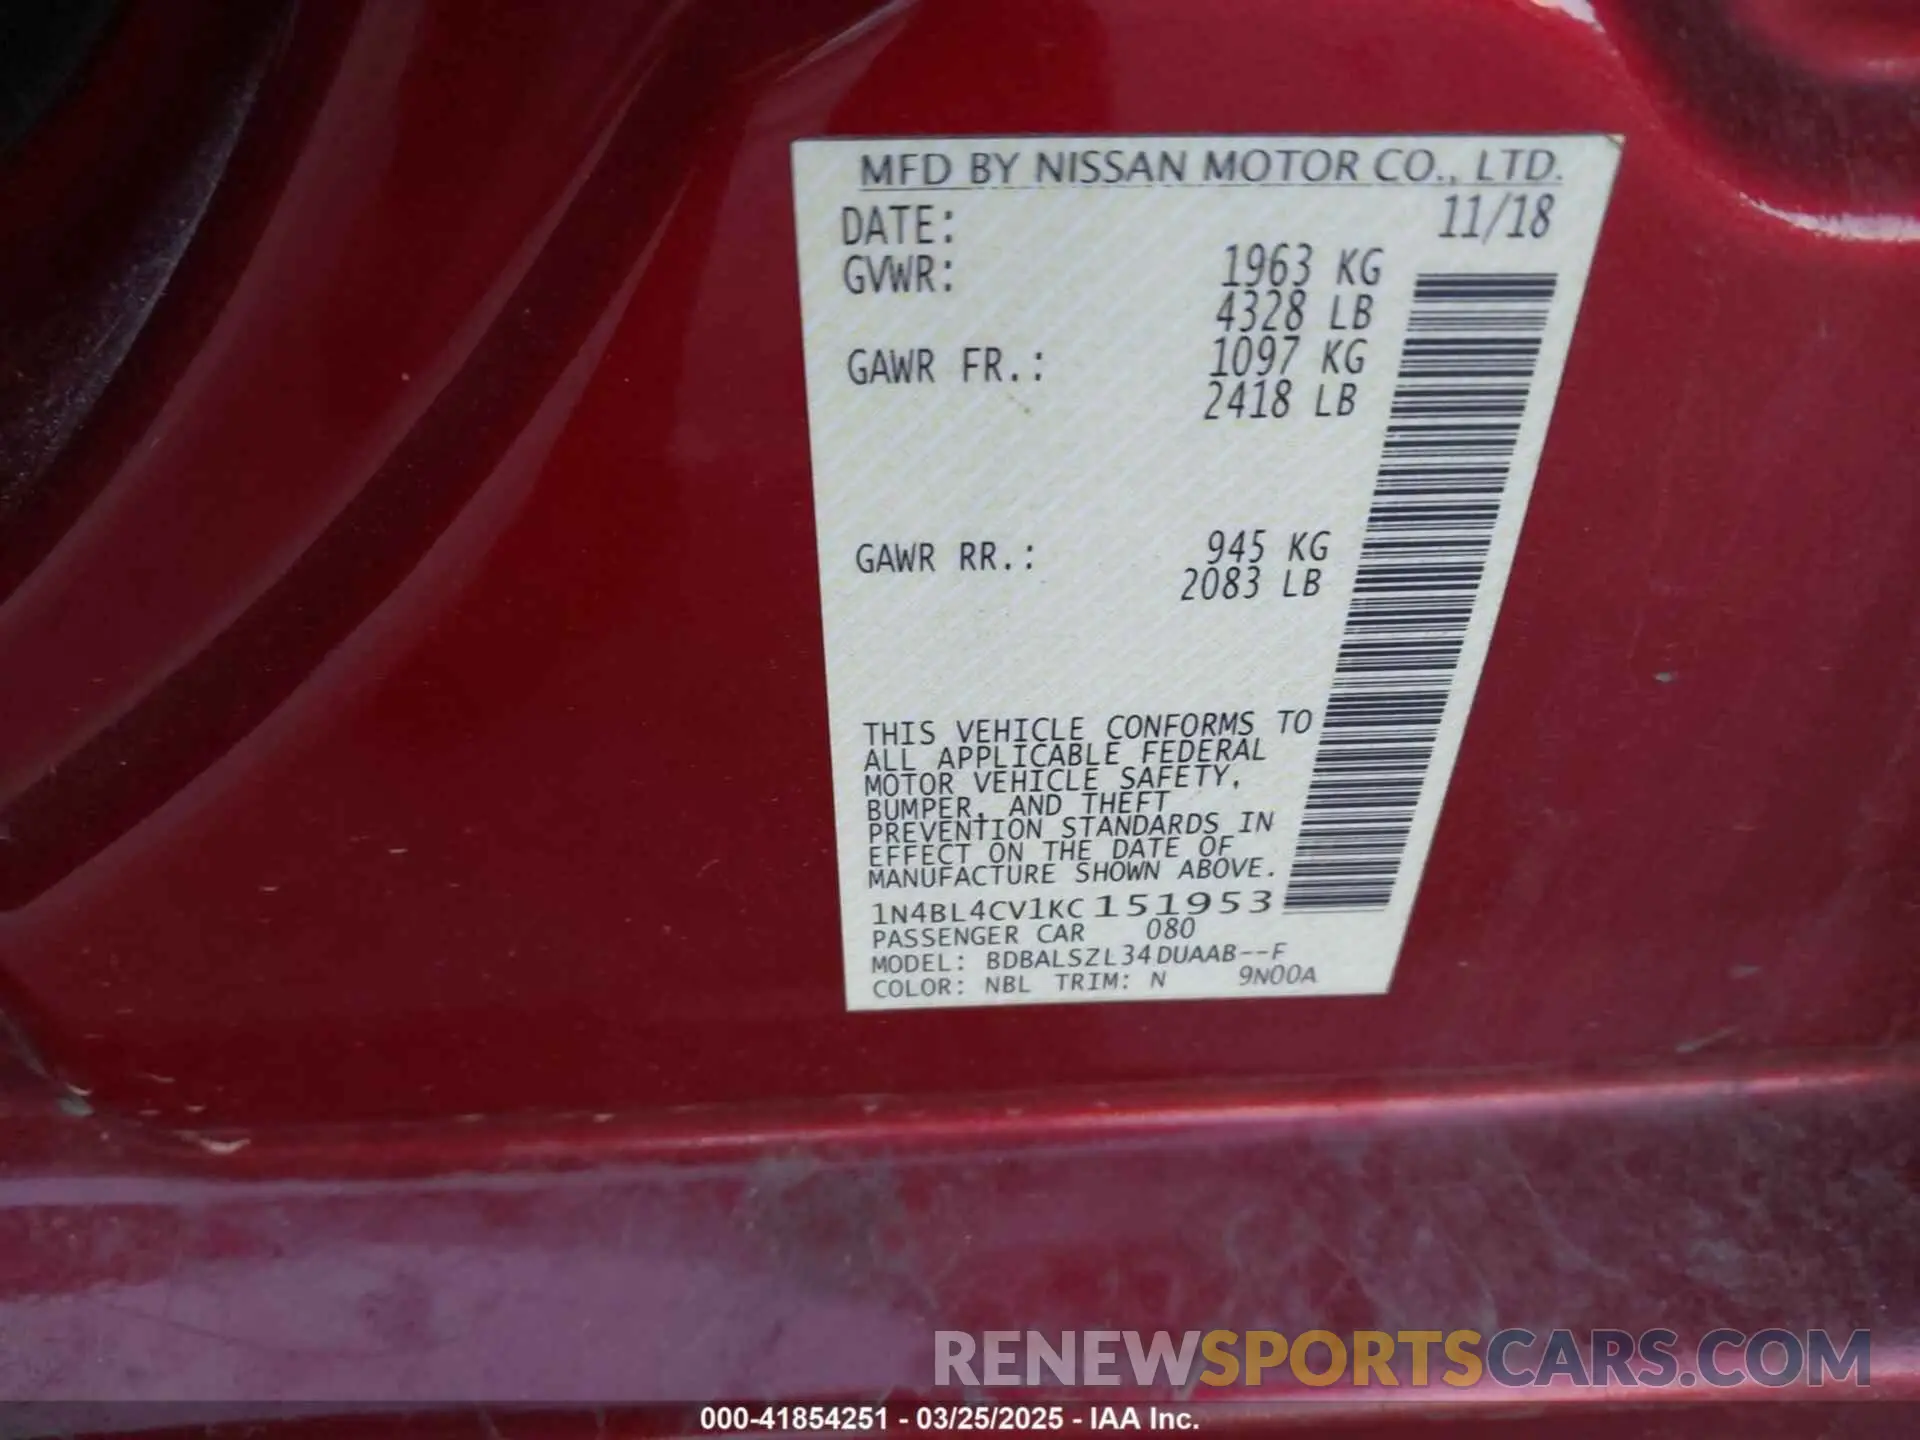 MFD BY NISSAN MOTOR CO., LTD.
DATE: 11/18
GVWR: 1963 KG
4328 LB
GAWR FR.: 1097 KG
2418 LB
GAWR RR.: 945 KG
2083 LB
THIS VEHICLE CONFORMS TO
ALL APPLICABLE FEDERAL
MOTOR VEHICLE SAFETY,
BUMPER, AND THEFT
PREVENTION STANDARDS IN
EFFECT ON THE DATE OF
MANUFACTURE SHOWN ABOVE.
1N4BL4CV1KC151953
PASSENGER CAR 080
MODEL: BDBALSZL34DUAAB--F
COLOR: NBL TRIM: N 9N00A
RENEWSPORTSCARS.COM
000-41854251 - 03/25/2025 - IAA Inc.